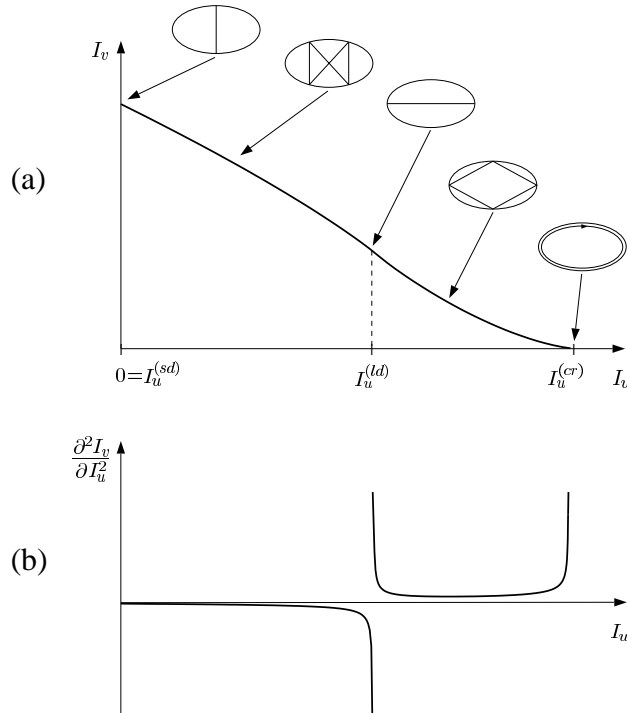 I_v
(a)
0=I_u^{(sd)}
I_u^{(ld)}
I_u^{(cr)}
I_u
∂²I_v
∂I_u²
(b)
I_u